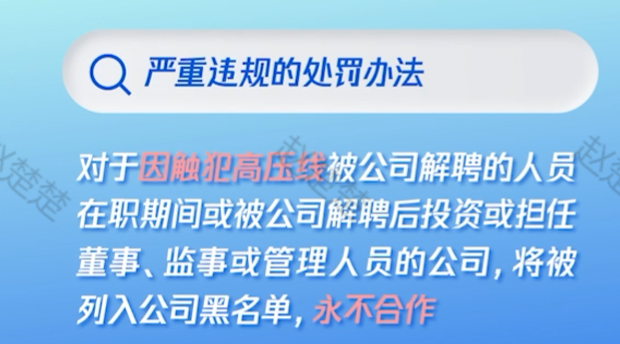 严重违规的处罚办法
对于因触犯高压线被公司解聘的人员
在职期间或被公司解聘后投资或担任
董事、监事或管理人员的公司，将被
列入公司黑名单，永不合作
赵楚楚
赵楚楚
赵楚楚